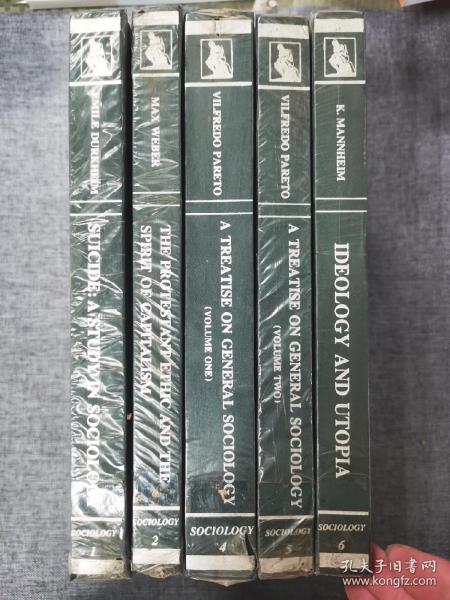 EMILE DURKHEIM
SUICIDE: A STUDY IN SOCIOLO
SOCIOLOGY
1
MAX WEBER
THE PROTESTANT ETHIC AND THE
SPIRIT OF CAPITALISM
SOCIOLOGY
2
VILFREDO PARETO
A TREATISE ON GENERAL SOCIOLOGY
(VOLUME ONE)
SOCIOLOGY
4
VILFREDO PARETO
A TREATISE ON GENERAL SOCIOLOGY
(VOLUME TWO)
SOCIOLOGY
5
K. MANNHEIM
IDEOLOGY AND UTOPIA
SOCIOLOGY
6
孔夫子旧书网
book.kongfz.com